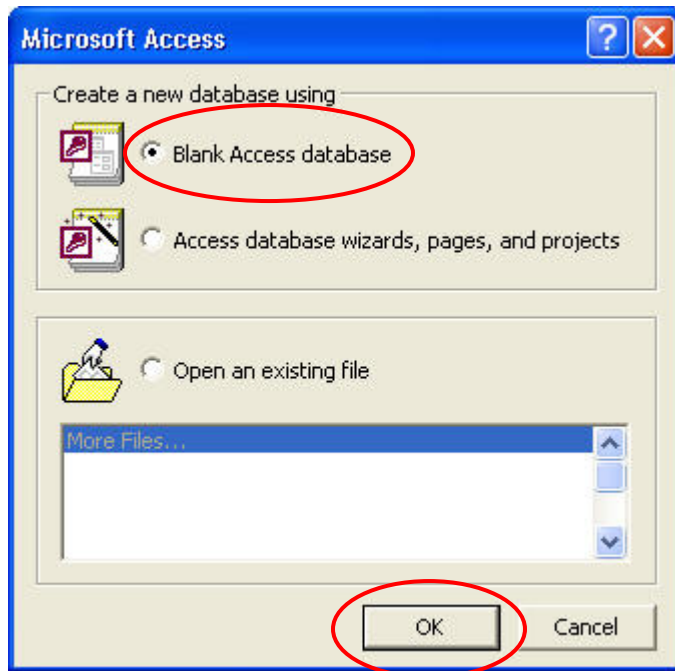 Microsoft Access
Create a new database using
Blank Access database
Access database wizards, pages, and projects
Open an existing file
More Files...
OK
Cancel